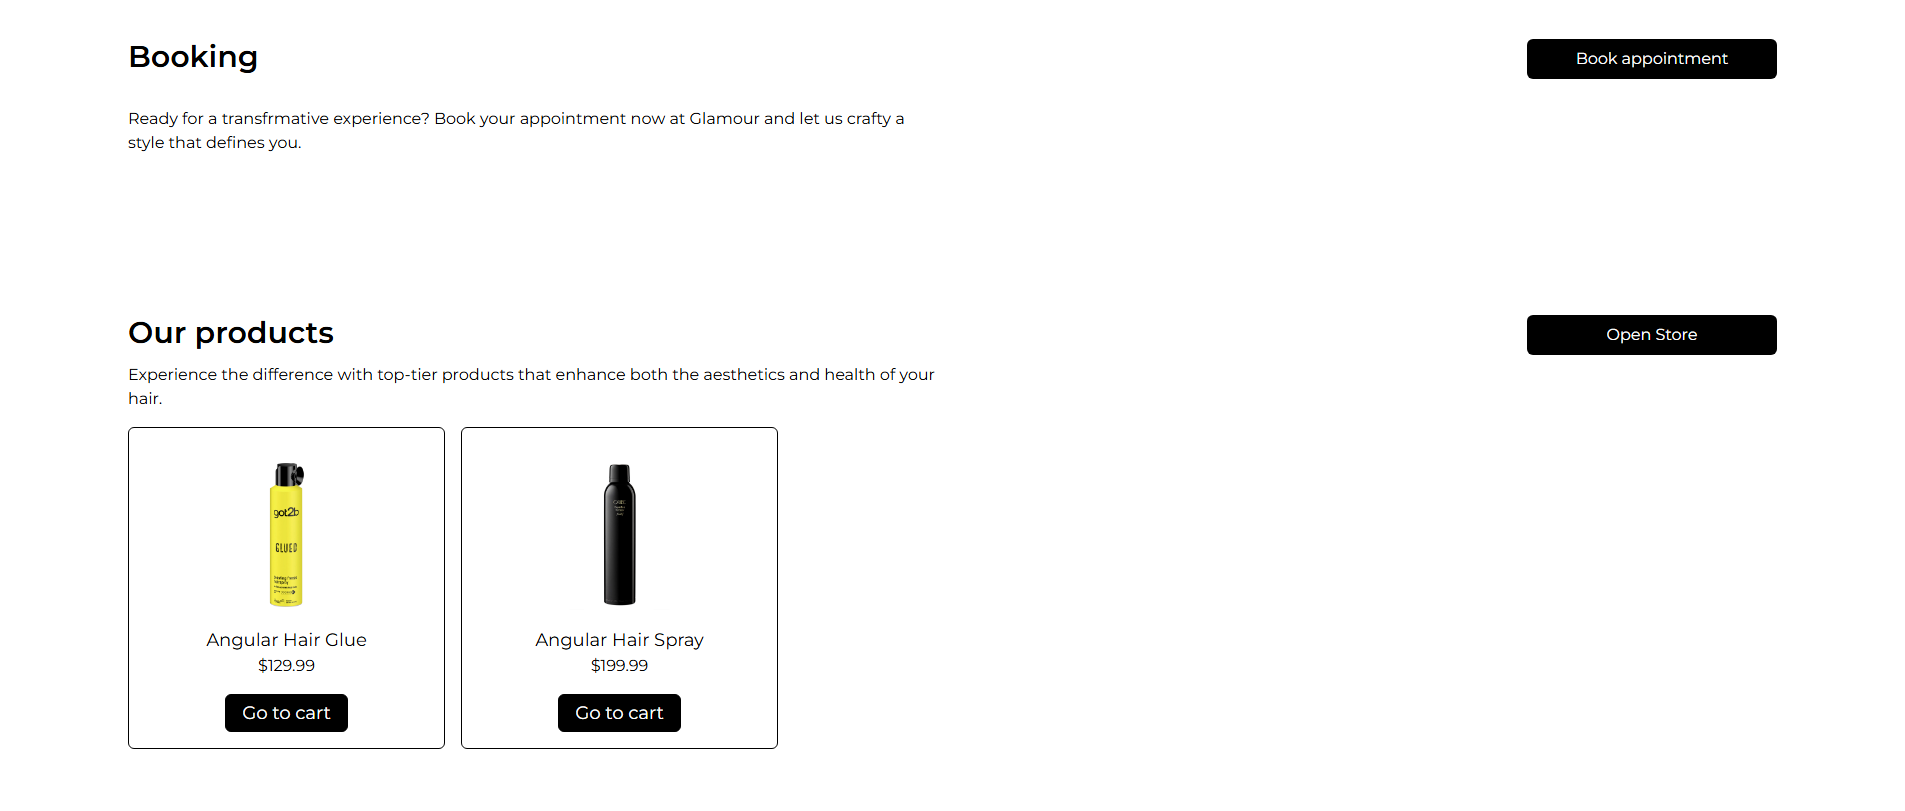 Booking
Book appointment
Ready for a transfrmative experience? Book your appointment now at Glamour and let us crafty a
style that defines you.
Our products
Open Store
Experience the difference with top-tier products that enhance both the aesthetics and health of your
hair.
got2b
GLUED
Angular Hair Glue
$129.99
Go to cart
Angular Hair Spray
$199.99
Go to cart